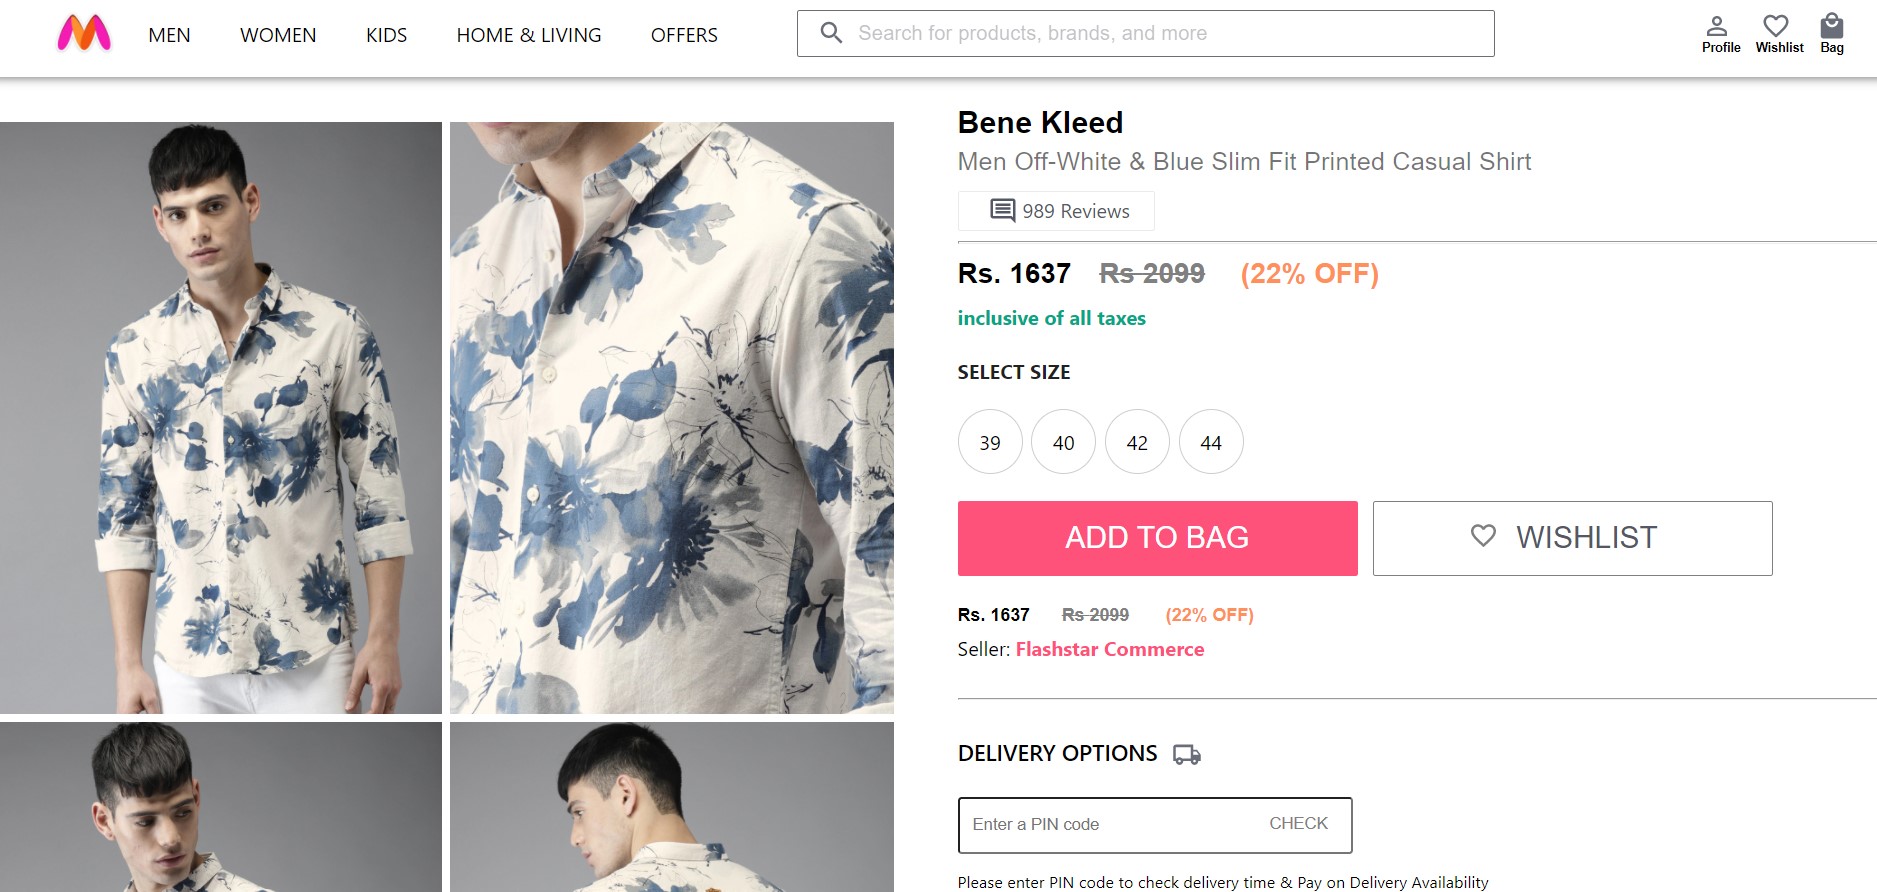 MEN WOMEN KIDS HOME & LIVING OFFERS Search for products, brands, and more Profile Wishlist Bag
Bene Kleed
Men Off-White & Blue Slim Fit Printed Casual Shirt
989 Reviews
Rs. 1637 Rs 2099 (22% OFF)
inclusive of all taxes
SELECT SIZE
39 40 42 44
ADD TO BAG WISHLIST
Rs. 1637 Rs 2099 (22% OFF)
Seller: Flashstar Commerce
DELIVERY OPTIONS
Enter a PIN code CHECK
Please enter PIN code to check delivery time & Pay on Delivery Availability